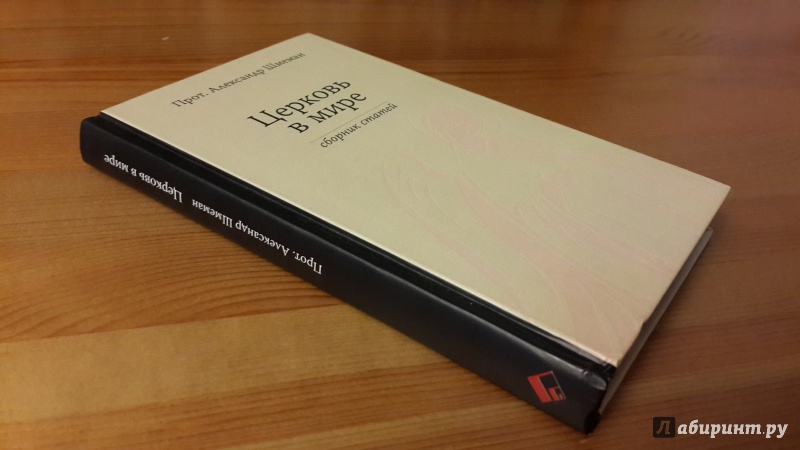 Прот. Александр Шмеман
Церковь
в мире
сборник статей
Прот. Александр Шмеман Церковь в мире
Лабиринт.ру